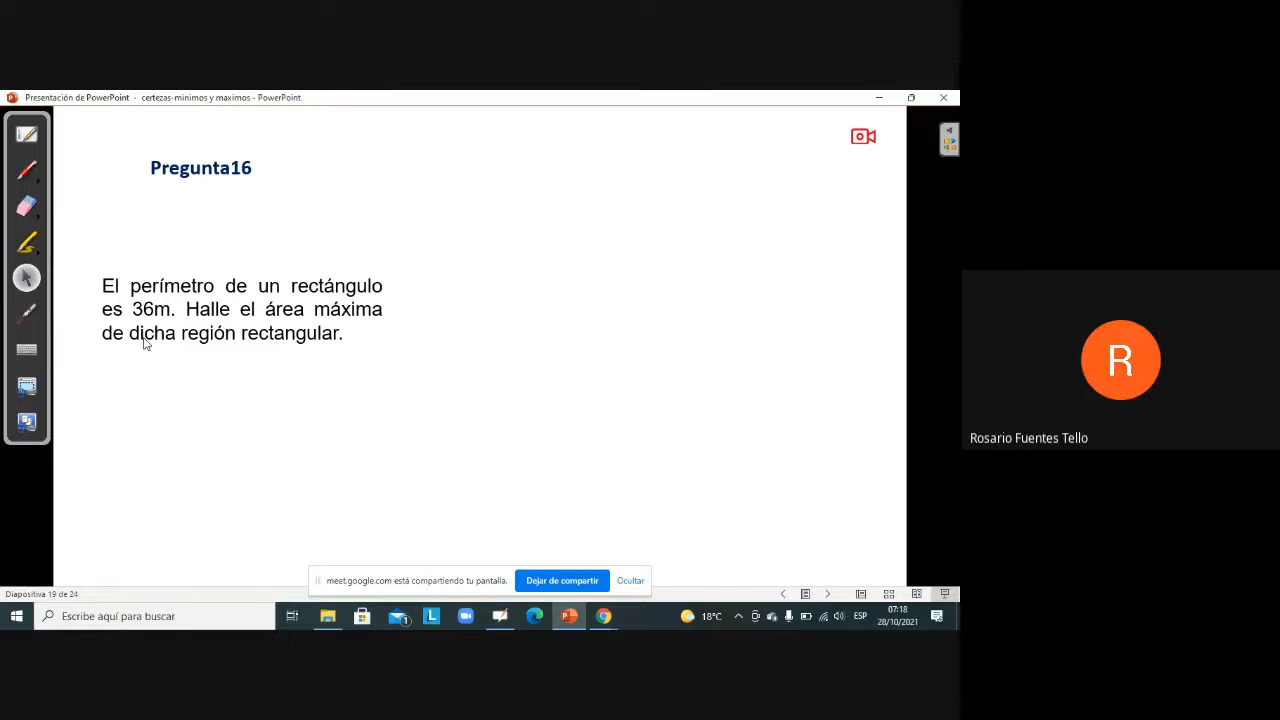 Presentación de PowerPoint - certezas-minimos y maximos - PowerPoint
Pregunta16
El perímetro de un rectángulo
es 36m. Halle el área máxima
de dicha región rectangular.
R
Rosario Fuentes Tello
meet.google.com está compartiendo tu pantalla.
Dejar de compartir
Ocultar
Diapositiva 19 de 24
Escribe aquí para buscar
1
L
18°C
ESP
07:18
28/10/2021